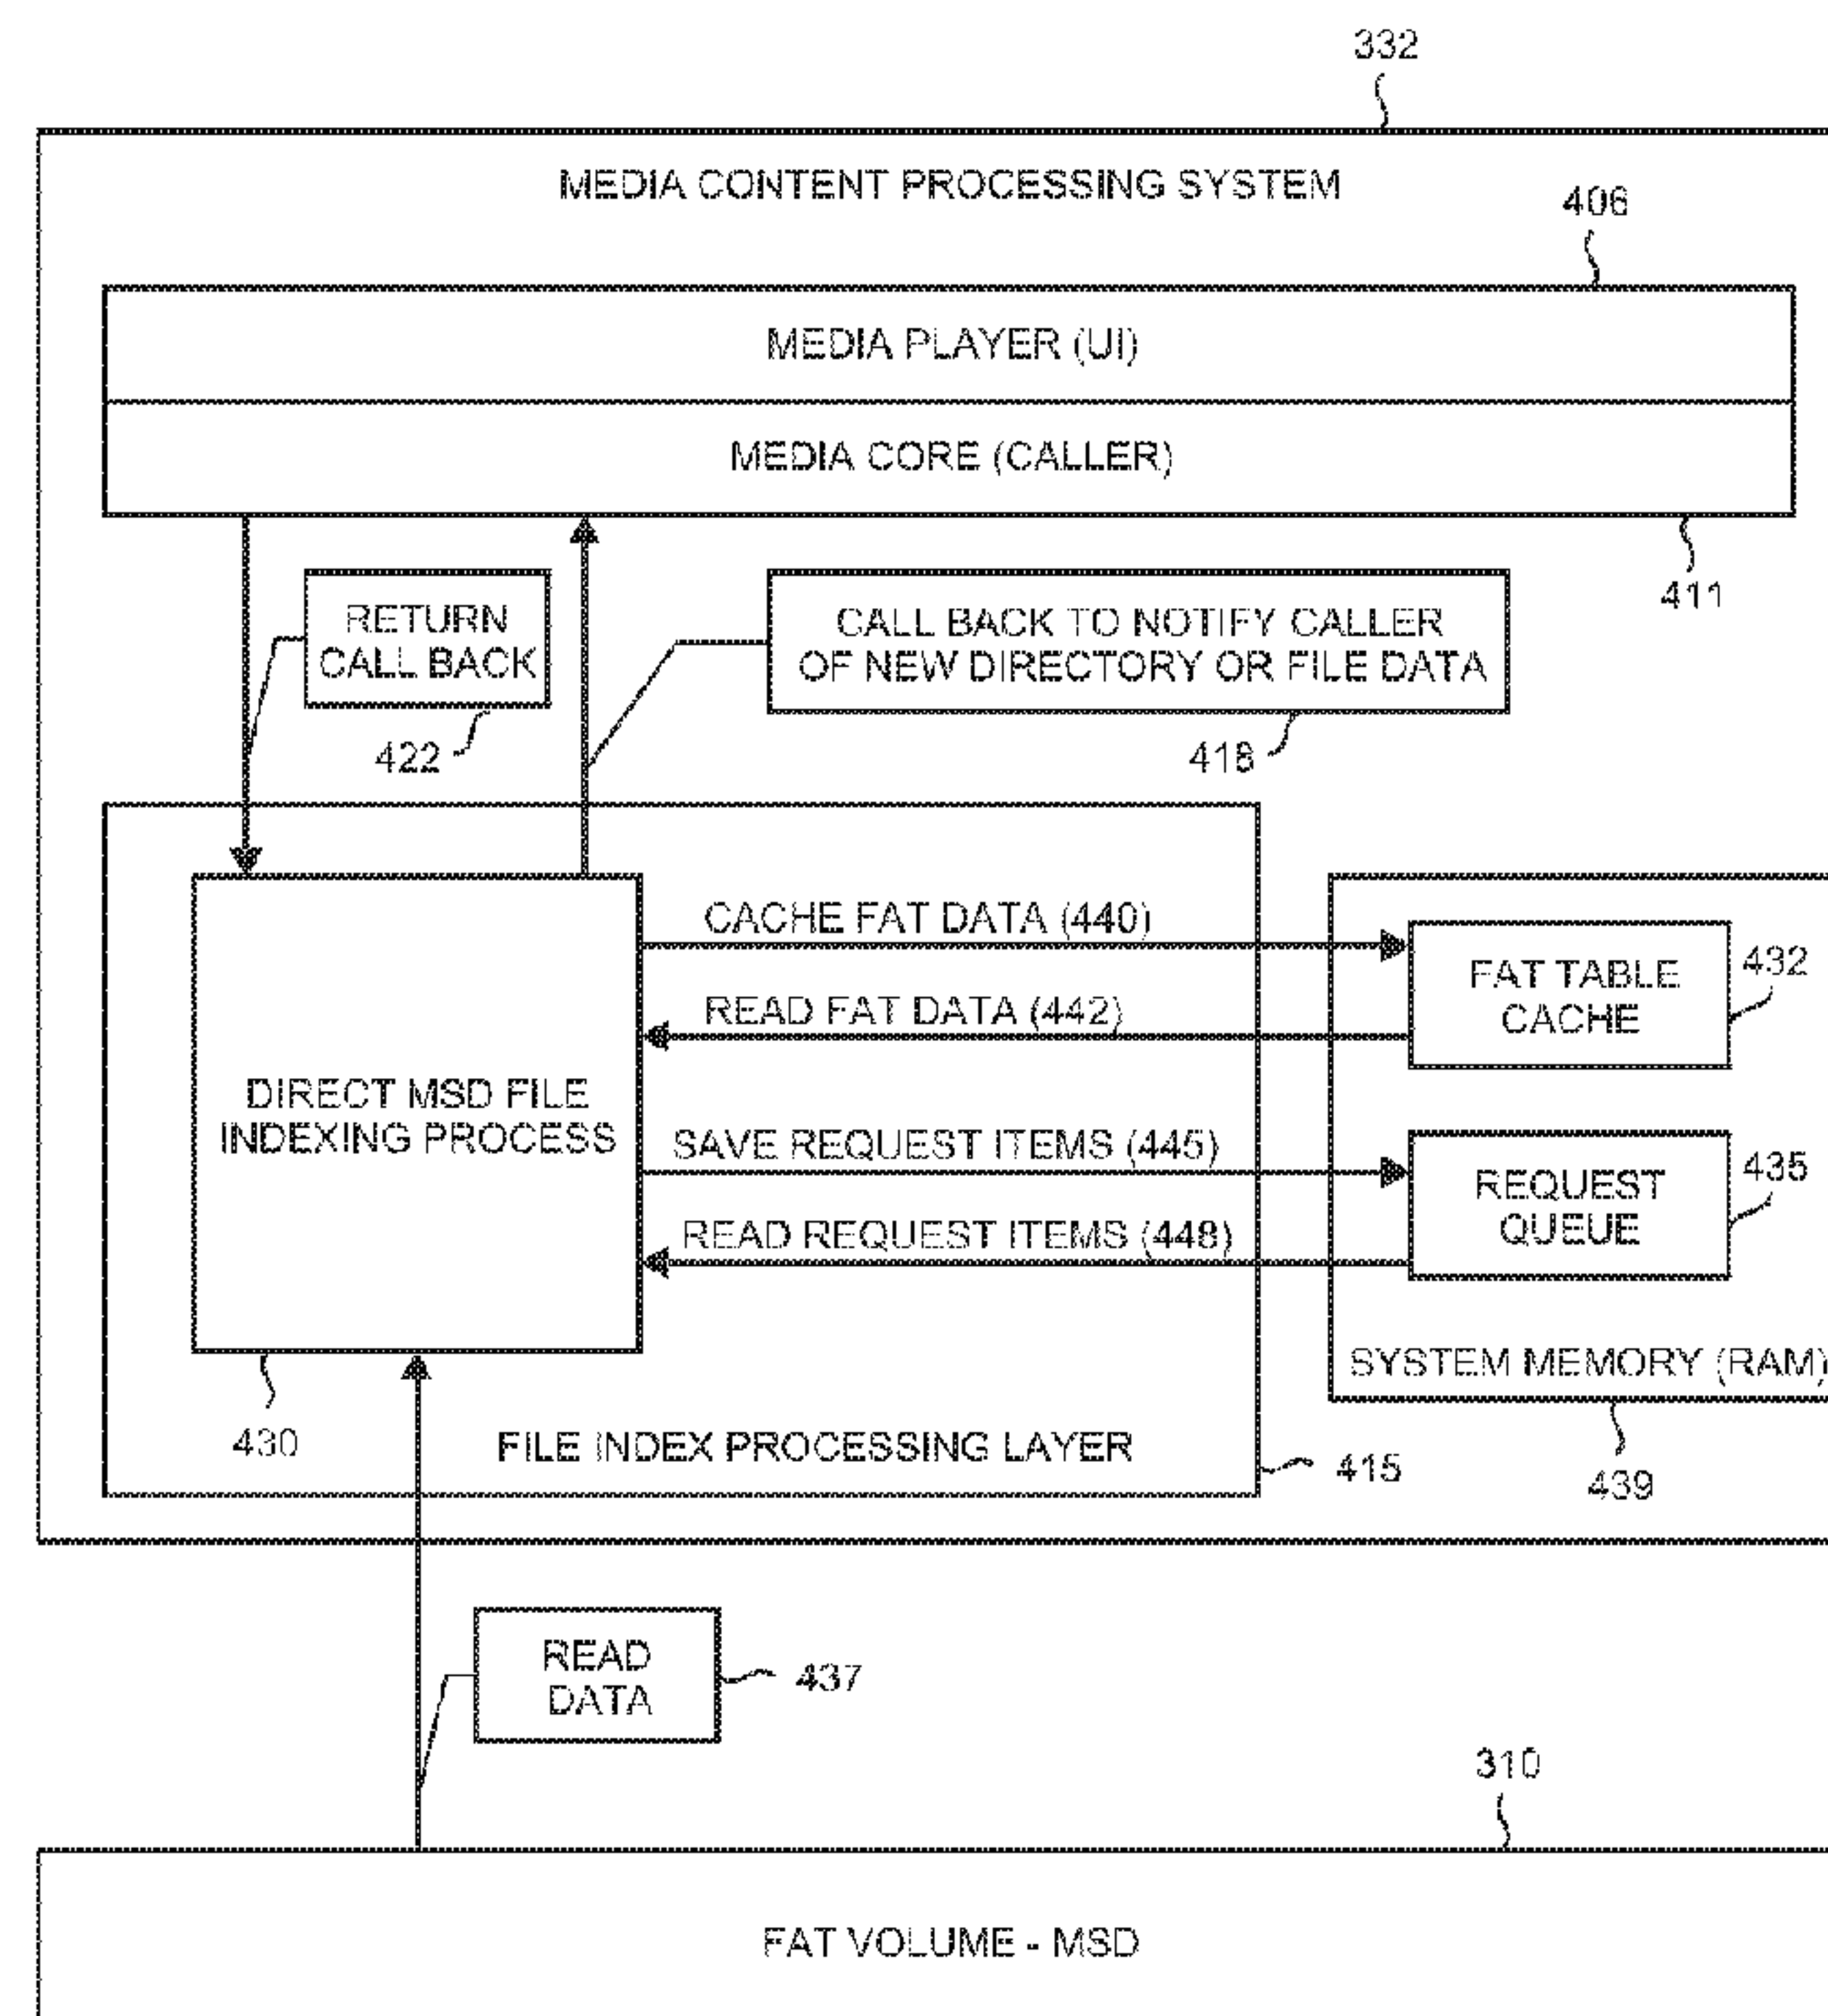 332
MEDIA CONTENT PROCESSING SYSTEM
406
MEDIA PLAYER (UI)
MEDIA CORE (CALLER)
411
RETURN
CALL BACK
422
CALL BACK TO NOTIFY CALLER
OF NEW DIRECTORY OR FILE DATA
418
CACHE FAT DATA (440)
READ FAT DATA (442)
FAT TABLE
CACHE
432
DIRECT MSD FILE
INDEXING PROCESS
SAVE REQUEST ITEMS (445)
READ REQUEST ITEMS (448)
REQUEST
QUEUE
435
SYSTEM MEMORY (RAM)
439
430
FILE INDEX PROCESSING LAYER
415
READ
DATA
437
310
FAT VOLUME - MSD